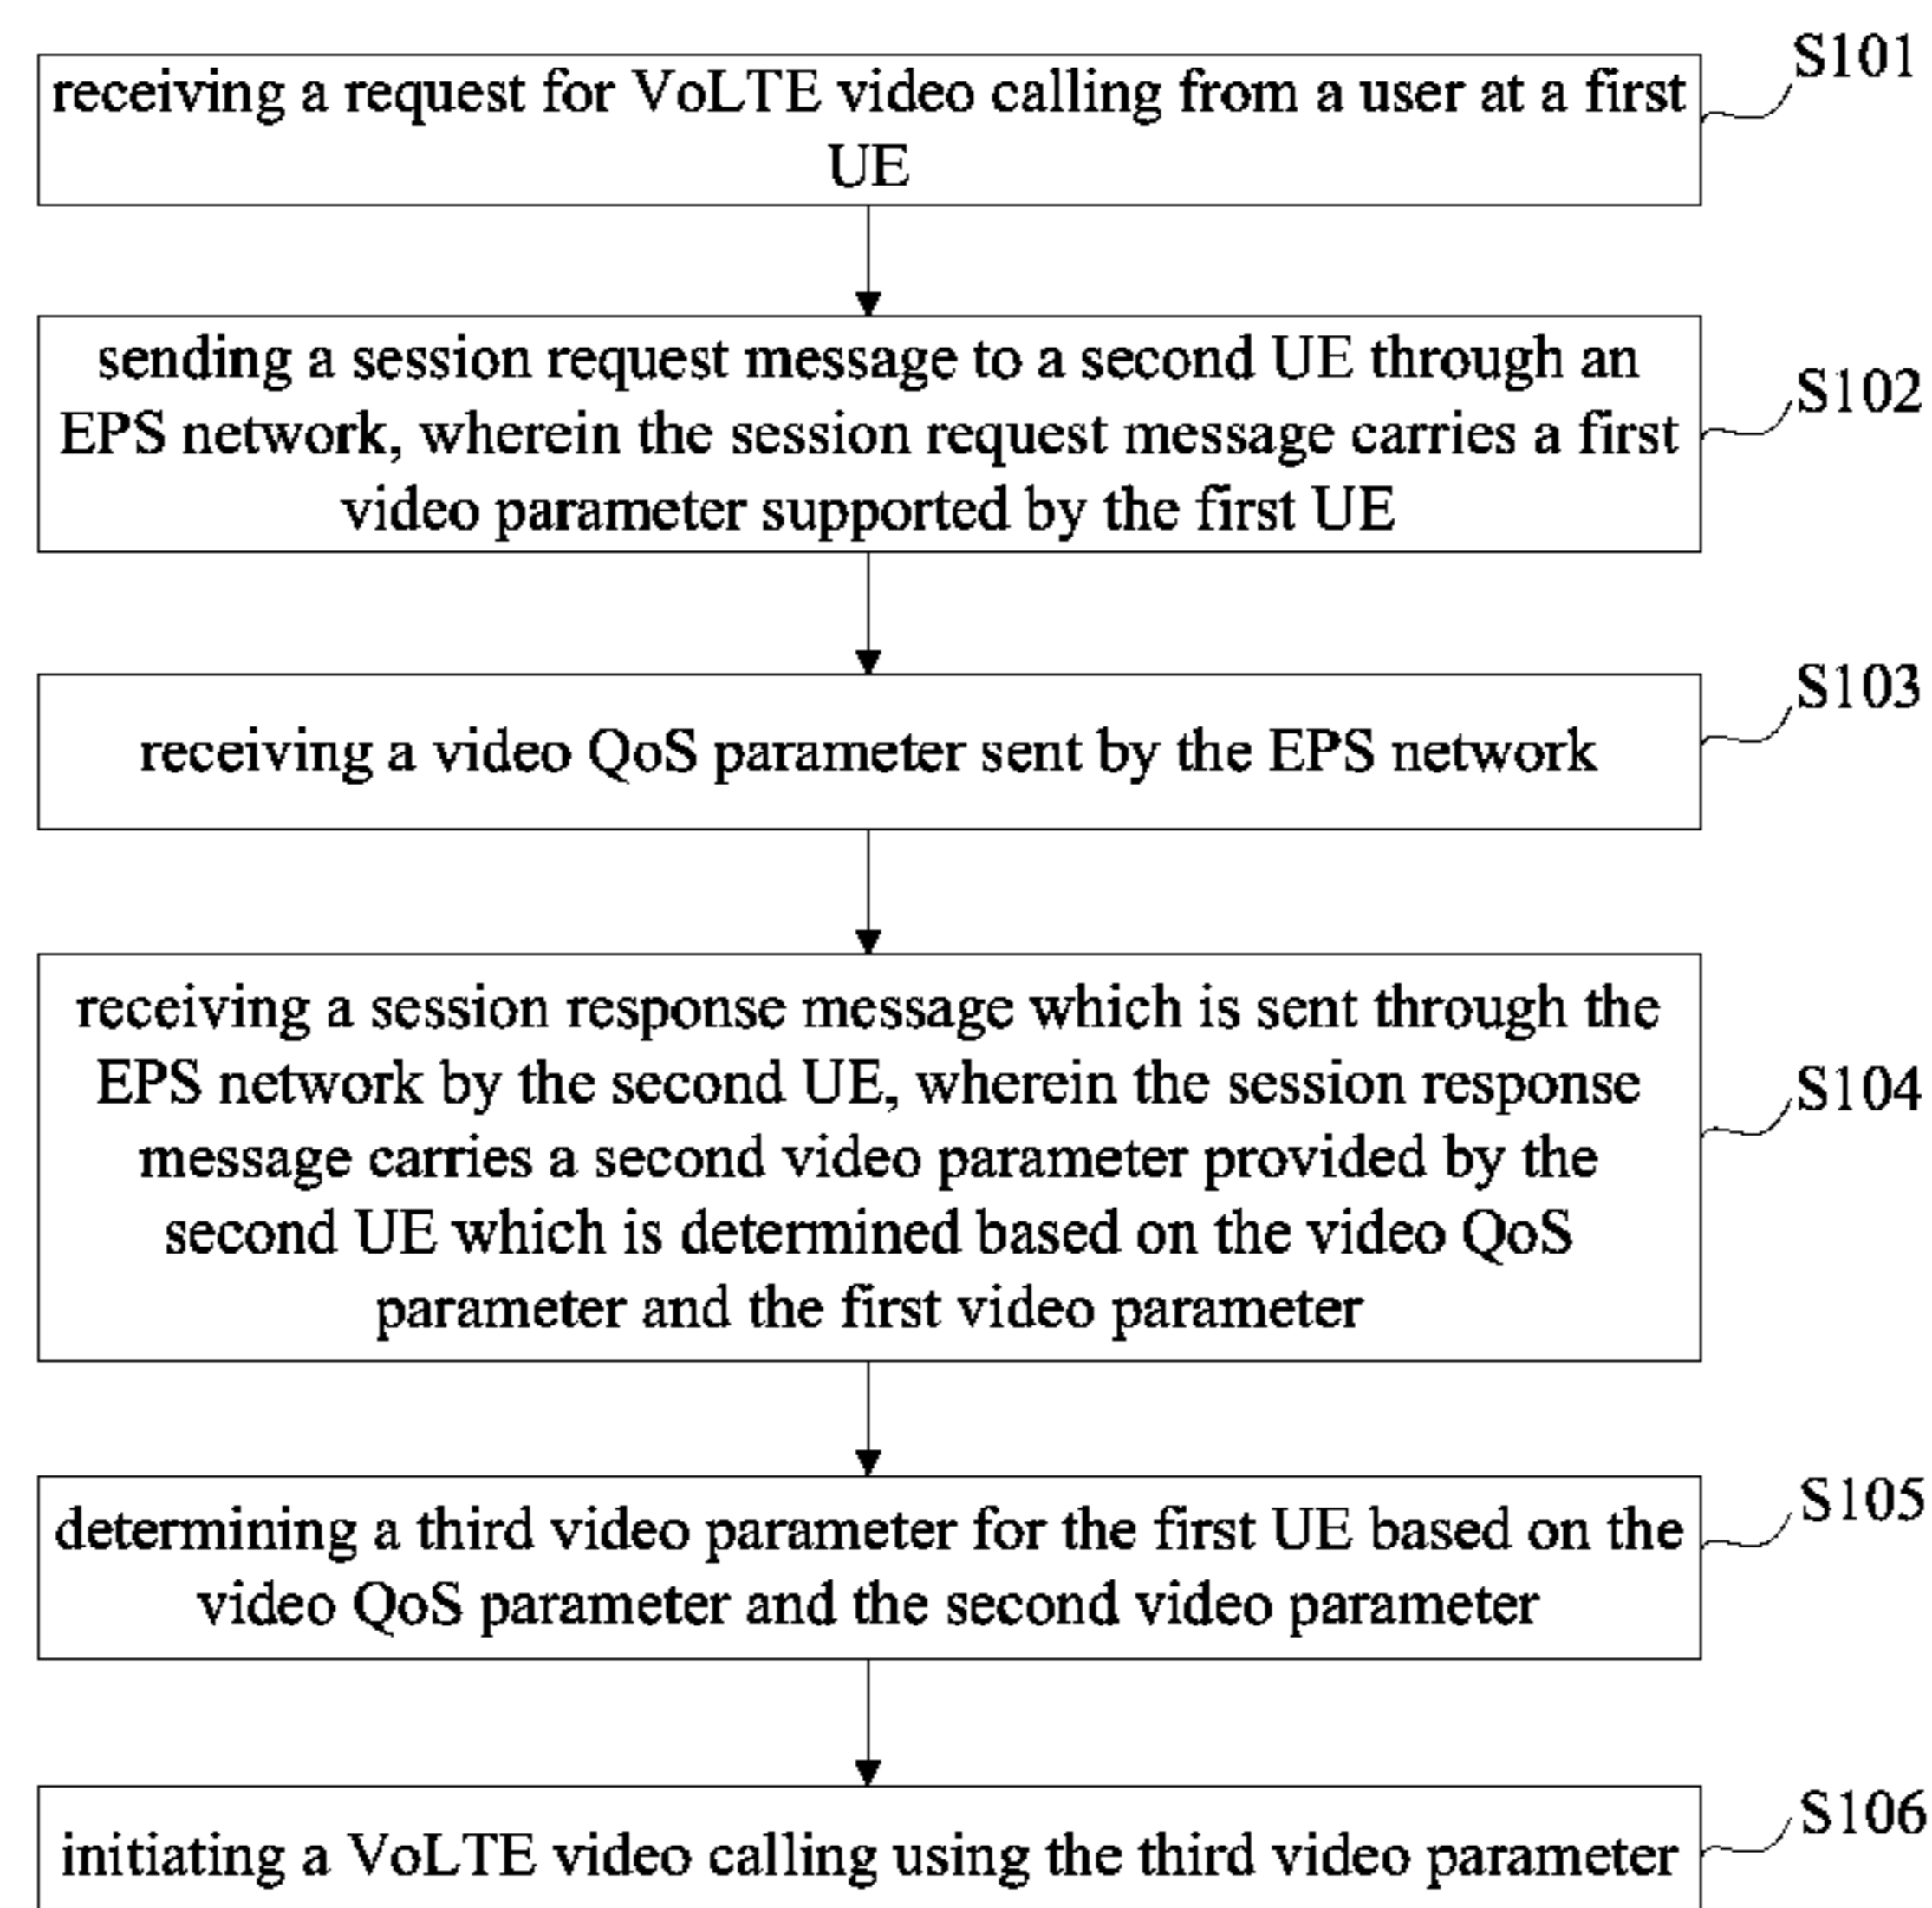 receiving a request for VoLTE video calling from a user at a first
UE
S101
sending a session request message to a second UE through an
EPS network, wherein the session request message carries a first
video parameter supported by the first UE
S102
receiving a video QoS parameter sent by the EPS network
S103
receiving a session response message which is sent through the
EPS network by the second UE, wherein the session response
message carries a second video parameter provided by the
second UE which is determined based on the video QoS
parameter and the first video parameter
S104
determining a third video parameter for the first UE based on the
video QoS parameter and the second video parameter
S105
initiating a VoLTE video calling using the third video parameter
S106